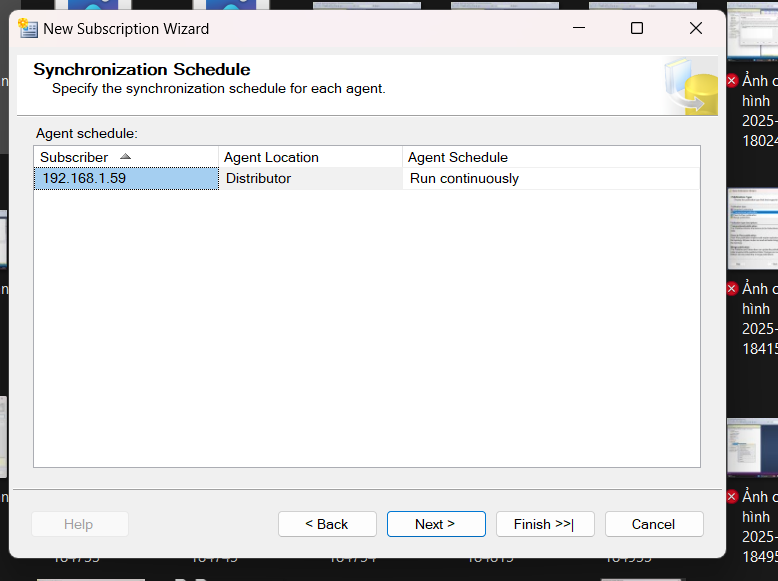 New Subscription Wizard
Synchronization Schedule
Specify the synchronization schedule for each agent.
Agent schedule:
Subscriber Agent Location Agent Schedule
192.168.1.59 Distributor Run continuously
Help < Back Next > Finish >>| Cancel
Ảnh c
hình
2025-
18024
Ảnh c
hình
2025-
18415
Ảnh c
hình
2025-
18495